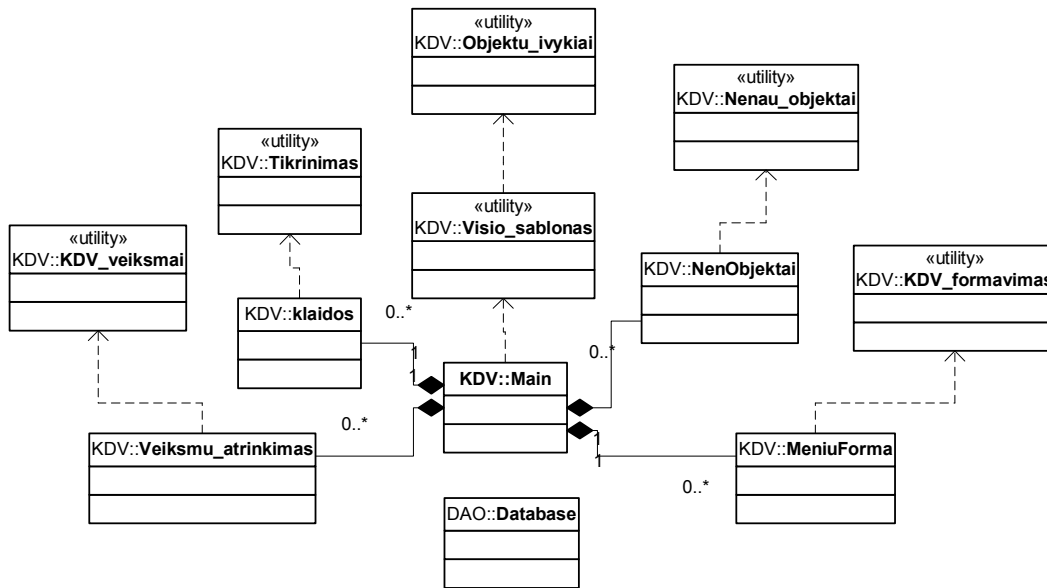 «utility»
KDV::Objektu_ivykiai
«utility»
KDV::Nenau_objektai
«utility»
KDV::Tikrinimas
«utility»
KDV::Visio_sablonas
«utility»
KDV::KDV_veiksmai
KDV::NenObjektai
«utility»
KDV::KDV_formavimas
KDV::klaidos
0..*
1
0..*
1
KDV::Main
0..*
1
KDV::Veiksmu_atrinkimas
1
KDV::MeniuForma
0..*
DAO::Database